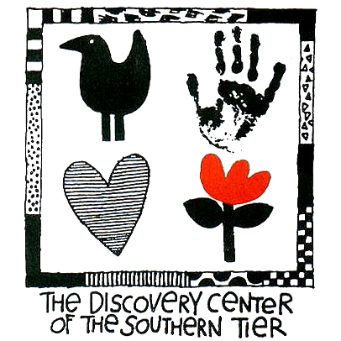 THE DISCOVERY CENTER
OF THE SOUTHERN TIER